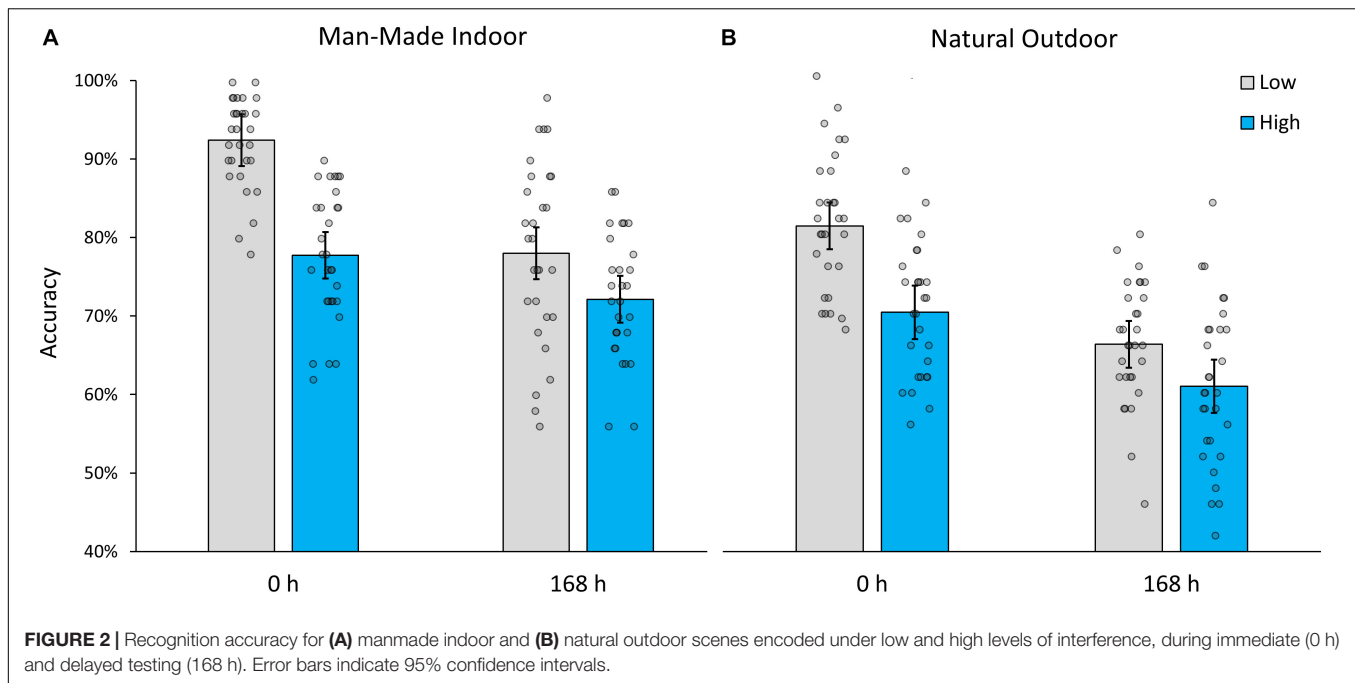 A
Man-Made Indoor
B
Natural Outdoor
Low
High
Accuracy
100%
90%
80%
70%
60%
50%
40%
0 h
168 h
0 h
168 h
FIGURE 2 | Recognition accuracy for (A) manmade indoor and (B) natural outdoor scenes encoded under low and high levels of interference, during immediate (0 h)
and delayed testing (168 h). Error bars indicate 95% confidence intervals.